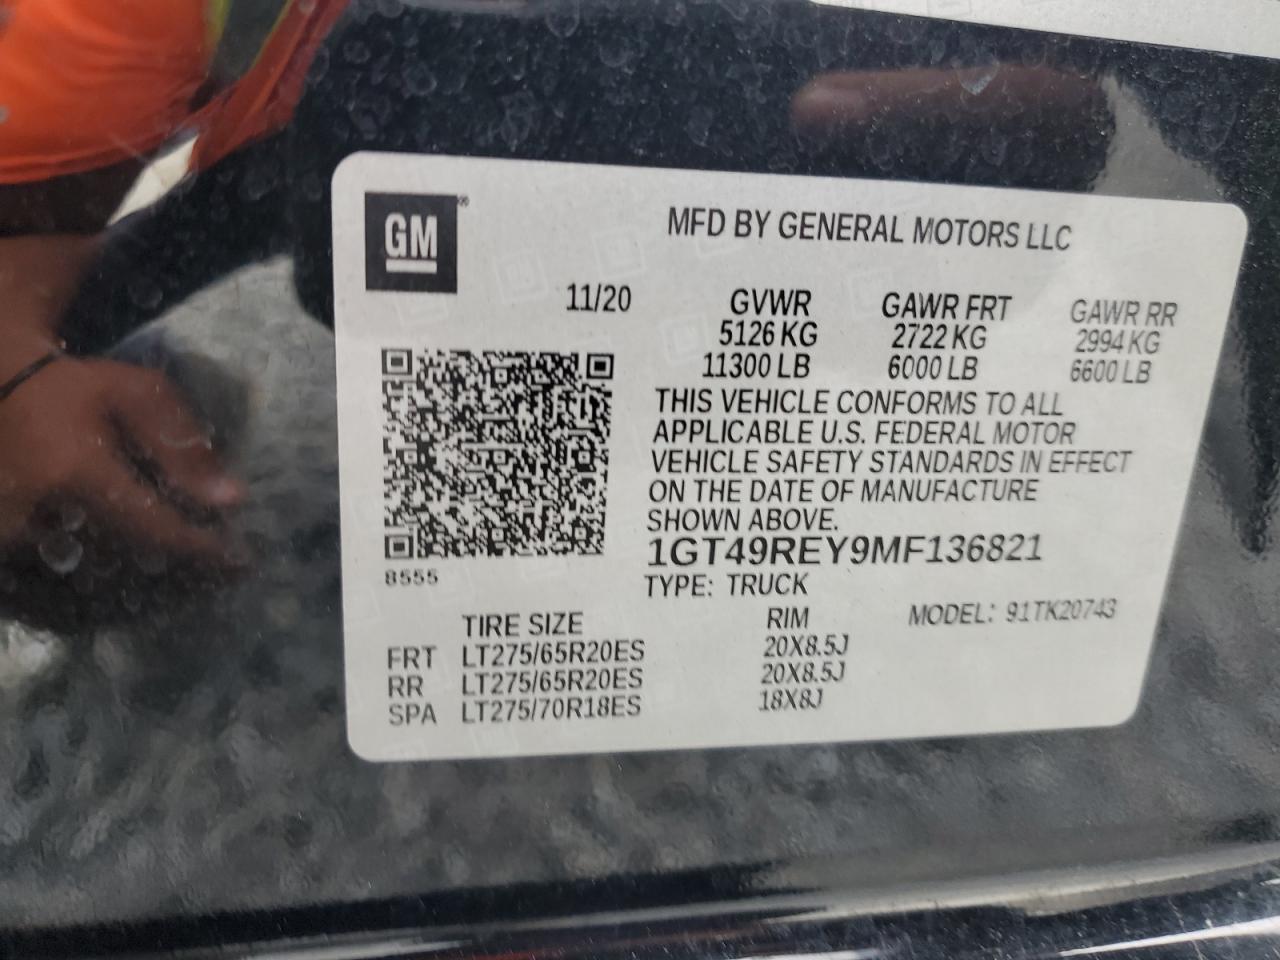 GM®
MFD BY GENERAL MOTORS LLC
11/20 GVWR GAWR FRT GAWR RR
5126 KG 2722 KG 2994 KG
11300 LB 6000 LB 6600 LB
THIS VEHICLE CONFORMS TO ALL
APPLICABLE U.S. FEDERAL MOTOR
VEHICLE SAFETY STANDARDS IN EFFECT
ON THE DATE OF MANUFACTURE
SHOWN ABOVE.
1GT49REY9MF136821
8555
TYPE: TRUCK
MODEL: 91TK20743
TIRE SIZE RIM
FRT LT275/65R20ES 20X8.5J
RR LT275/65R20ES 20X8.5J
SPA LT275/70R18ES 18X8J